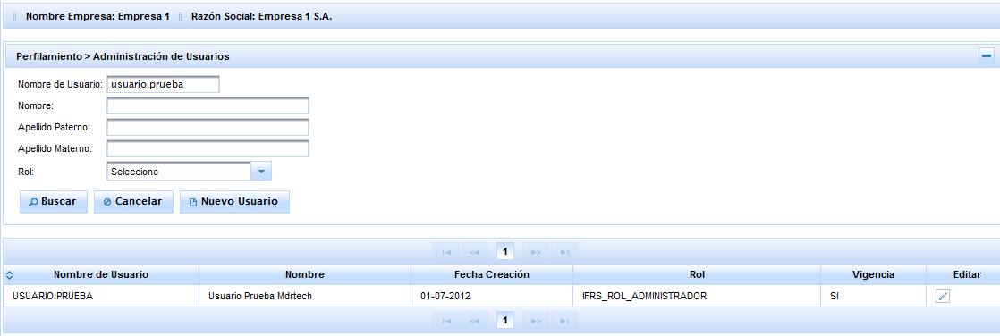 Nombre Empresa: Empresa 1 Razón Social: Empresa 1 S.A.
Perfilamiento > Administración de Usuarios
Nombre de Usuario: usuario.prueba
Nombre:
Apellido Paterno:
Apellido Materno:
Rol: Seleccione
Buscar Cancelar Nuevo Usuario
1
Nombre de Usuario Nombre Fecha Creación Rol Vigencia Editar
USUARIO.PRUEBA Usuario Prueba Mdrtech 01-07-2012 IFRS_ROL_ADMINISTRADOR SI
1